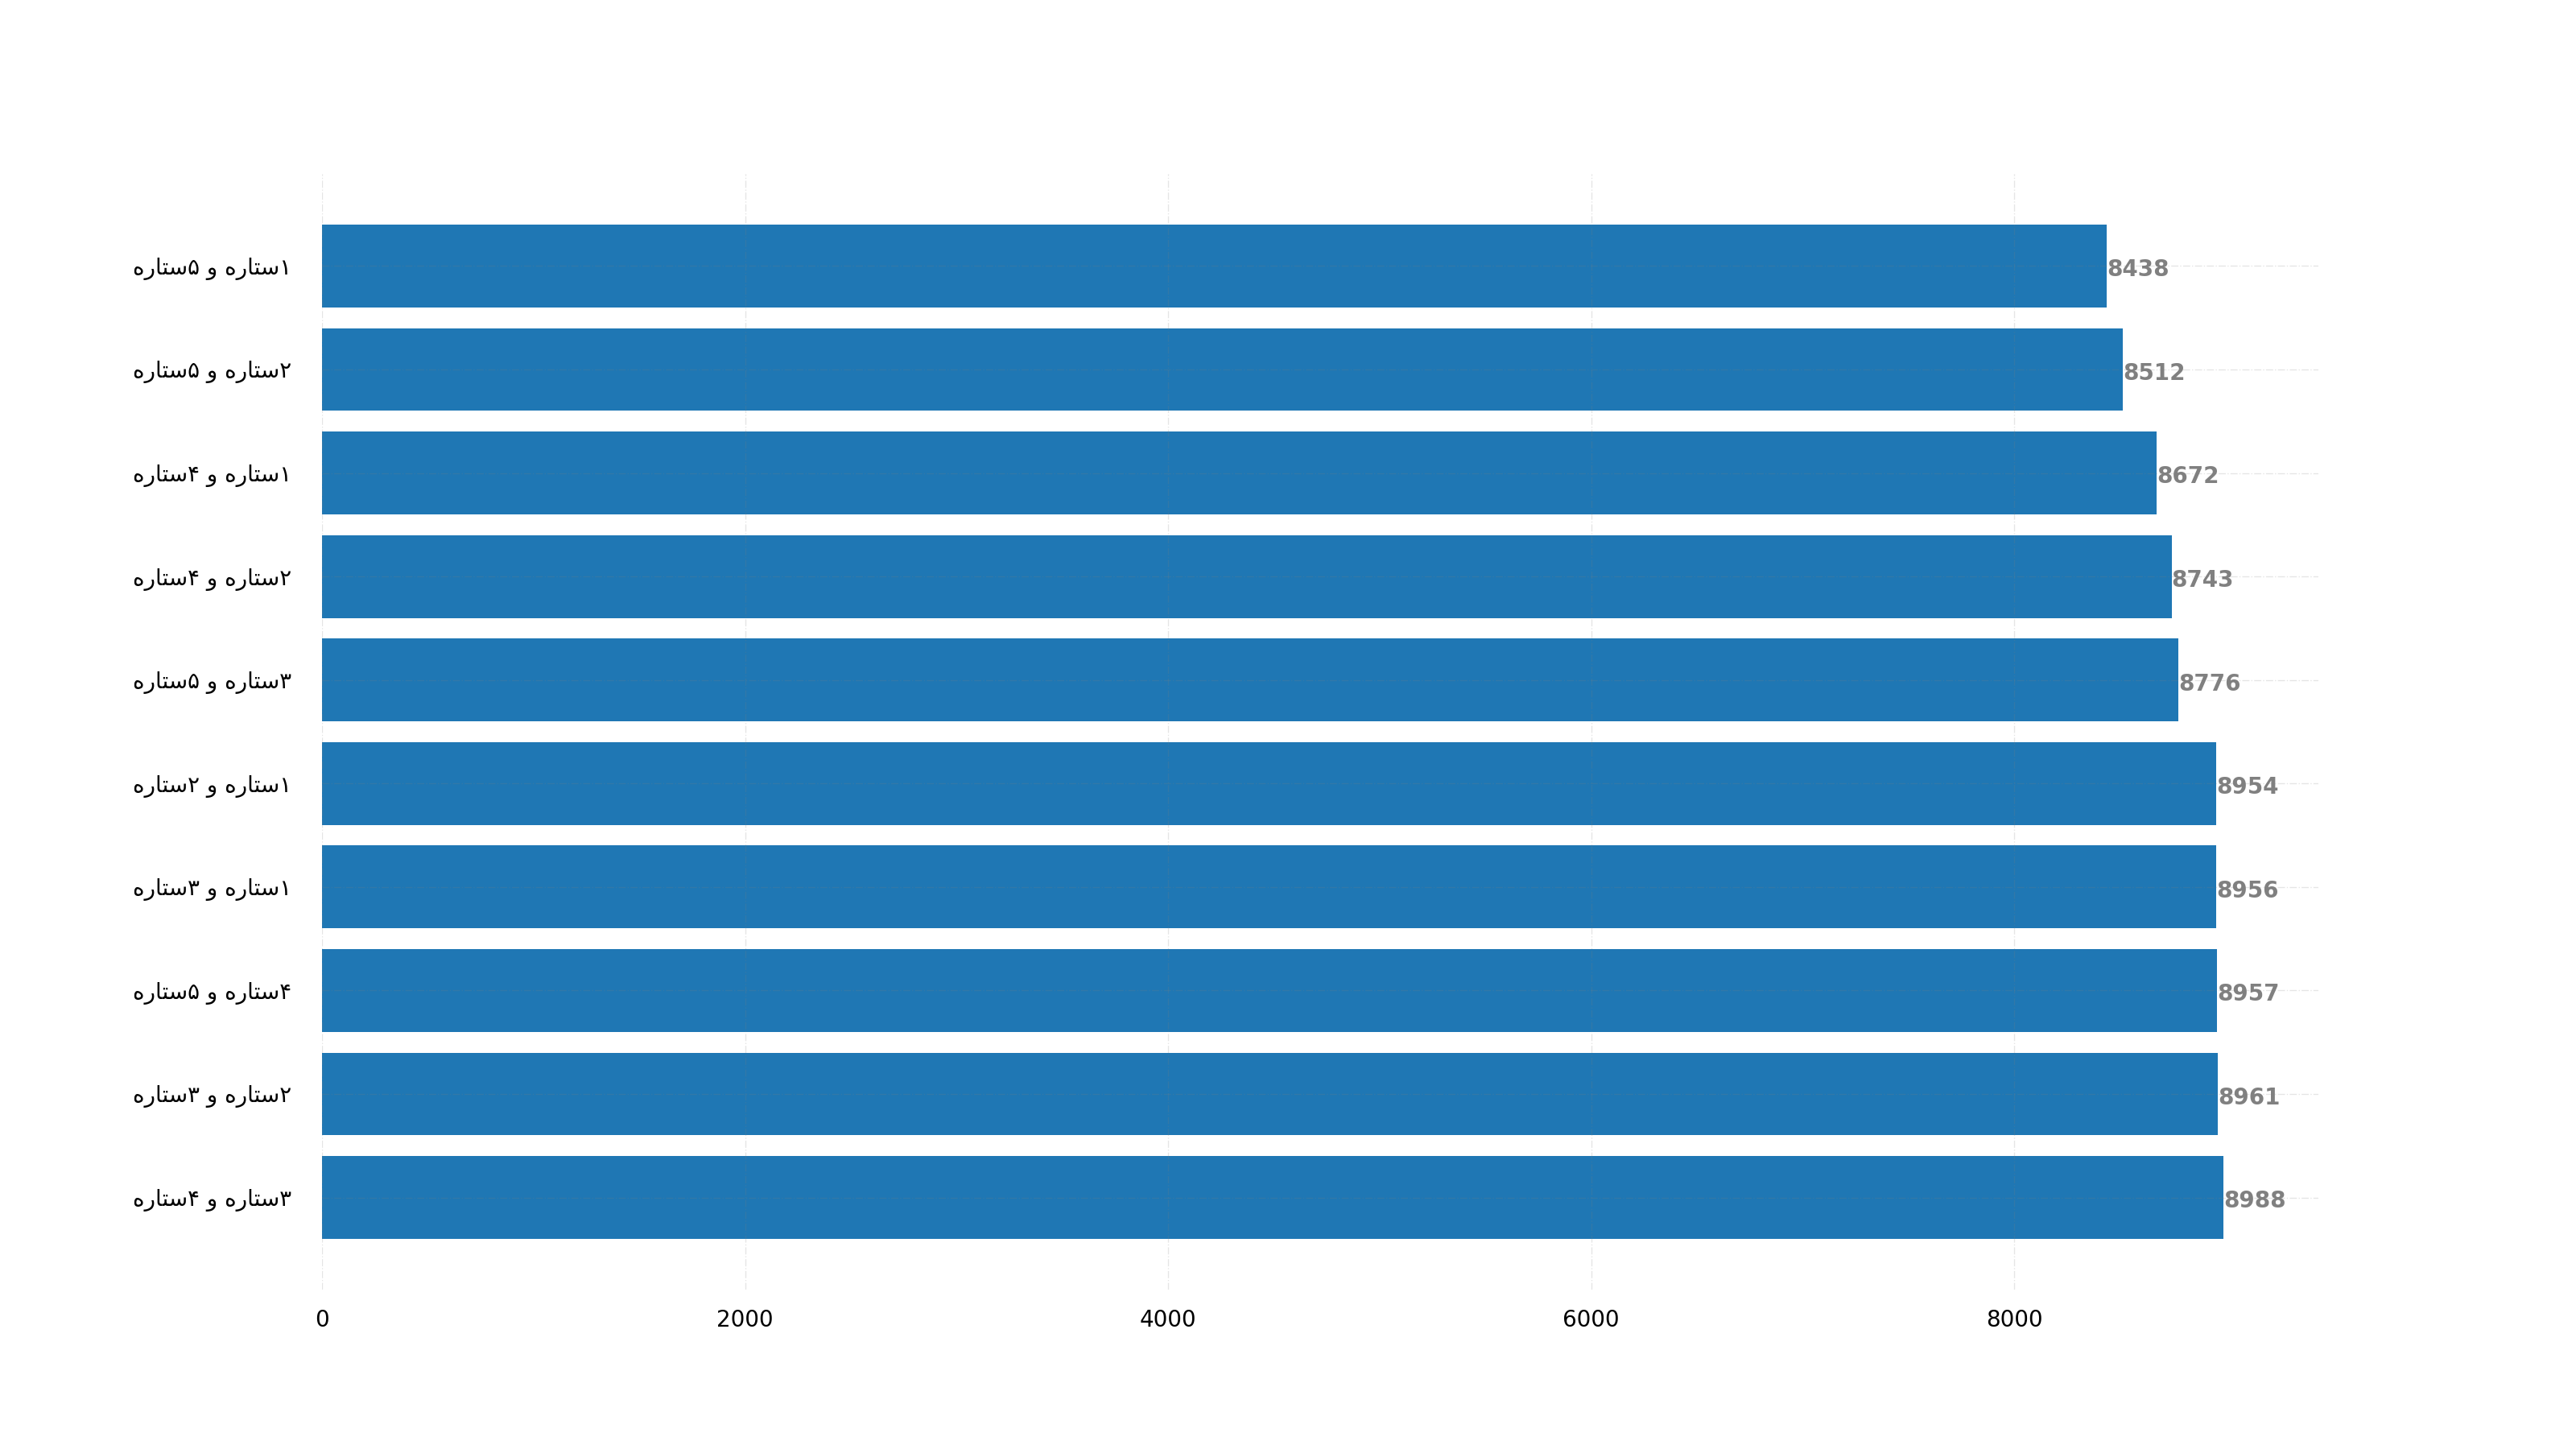 ۱ستاره و ۵ستاره 8438
۲ستاره و ۵ستاره 8512
۱ستاره و ۴ستاره 8672
۲ستاره و ۴ستاره 8743
۳ستاره و ۵ستاره 8776
۱ستاره و ۲ستاره 8954
۱ستاره و ۳ستاره 8956
۴ستاره و ۵ستاره 8957
۲ستاره و ۳ستاره 8961
۳ستاره و ۴ستاره 8988
0 2000 4000 6000 8000